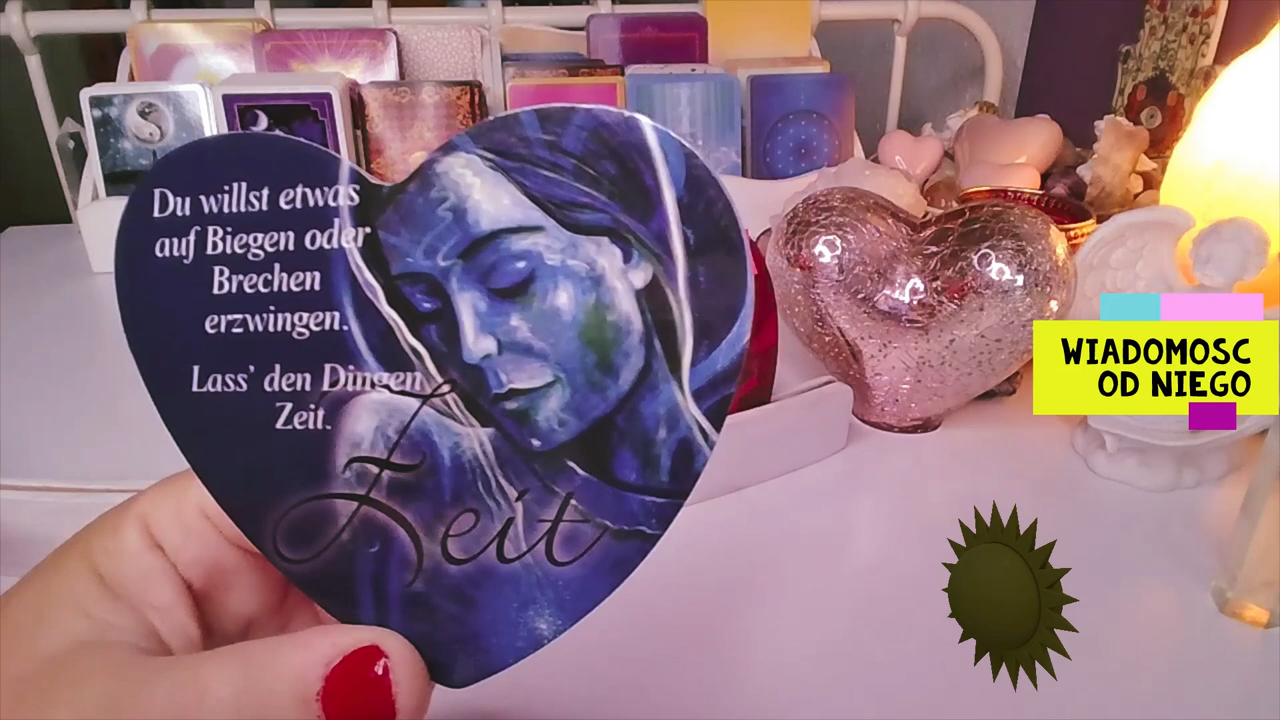 Du willst etwas
auf Biegen oder
Brechen
erzwingen.
Lass' den Dingen
Zeit.
Zeit
WIADOMOSC
OD NIEGO